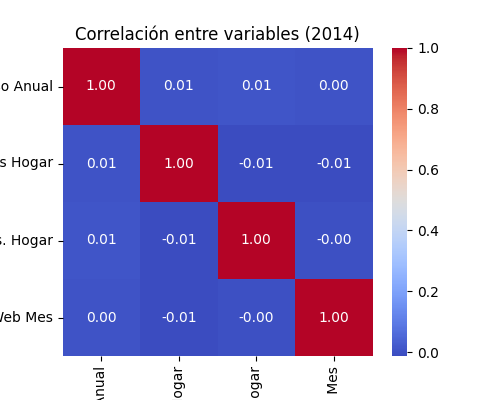 Correlación entre variables (2014)
o Anual 1.00 0.01 0.01 0.00
s Hogar 0.01 1.00 -0.01 -0.01
s. Hogar 0.01 -0.01 1.00 -0.00
Web Mes 0.00 -0.01 -0.00 1.00
Anual ogar ogar Mes
1.0
0.8
0.6
0.4
0.2
0.0